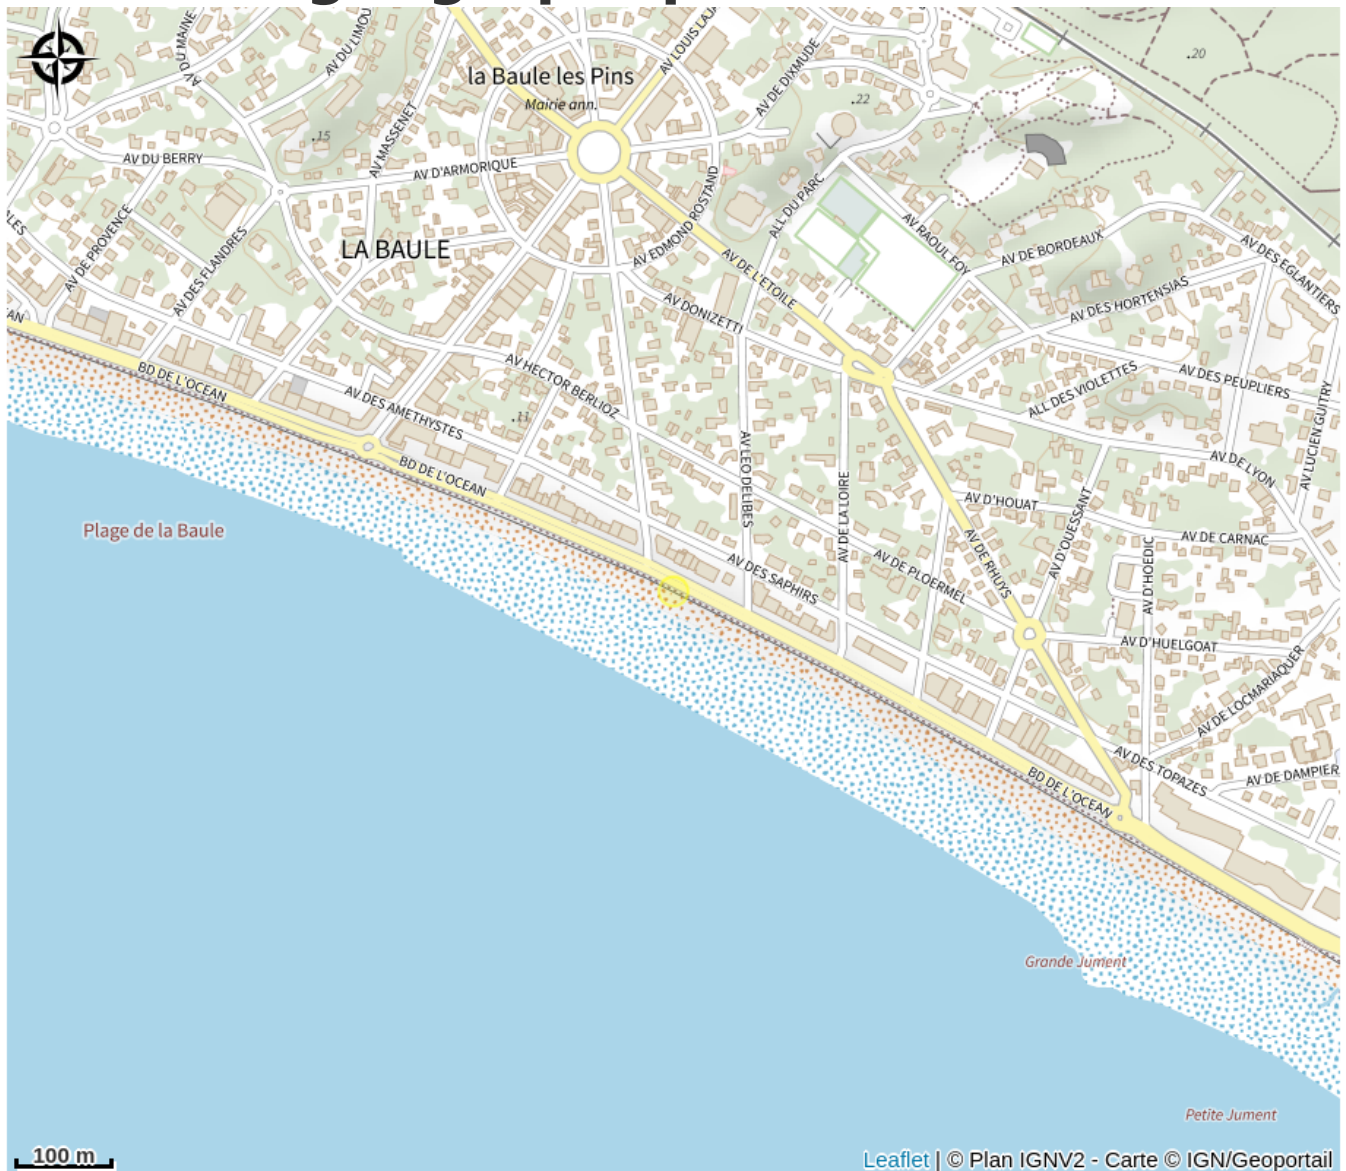 AV DU MAINE
AV DU LIMOU
AV LOUIS LAJA
la Baule les Pins
Mairie ann.
AV DE DIXMUDE
.20
.22
.15
AV MASSENET
AV DU BERRY
AV D'ARMORIQUE
AV EDMOND ROSTAND
ALL DU PARC
AV RAOUL FOY
AV DE BORDEAUX
AV DES EGLANTIERS
ALES
AV DE PROVENCE
AV DES FLANDRES
LA BAULE
AV DE L'ETOILE
AV DONIZETTI
AV DES HORTENSIAS
EAN
BD DE L'OCEAN
AV HECTOR BERLIOZ
AV DES AMETHYSTES
.11
ALL DES VIOLETTES
AV DES PEUPLIERS
AV LUCIEN GUITRY
BD DE L'OCEAN
AV LEO DELIBES
AV DE LA LOIRE
AV DE LYON
AV D'HOUAT
AV D'OUESSANT
AV DE CARNAC
Plage de la Baule
AV DES SAPHIRS
AV DE PLOERMEL
AV DE RHUYS
AV D'HOEDIC
AV D'HUELGOAT
AV DE LOCMARIAQUER
AV DES TOPAZES
AV DE DAMPIER
BD DE L'OCEAN
Grande Jument
Petite Jument
100 m
Leaflet | © Plan IGNV2 - Carte © IGN/Geoportail